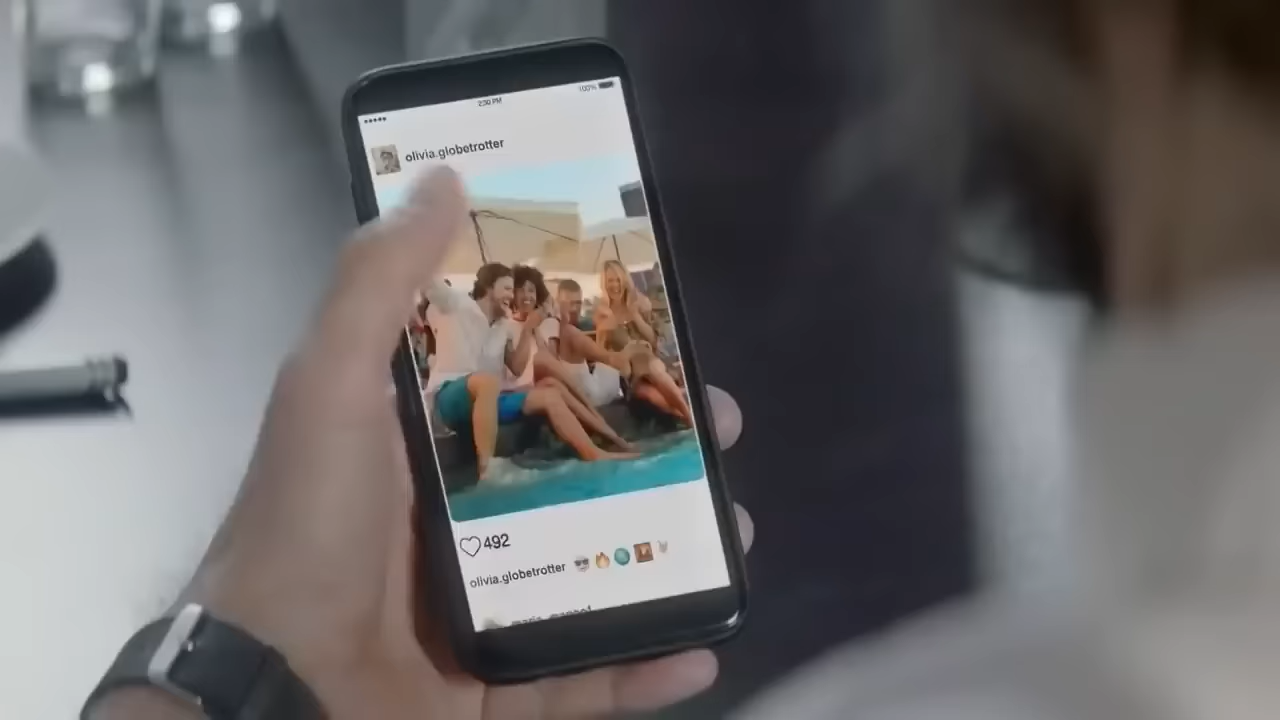 2:30 PM
100%
olivia.globetrotter
492
olivia.globetrotter 😎🔥